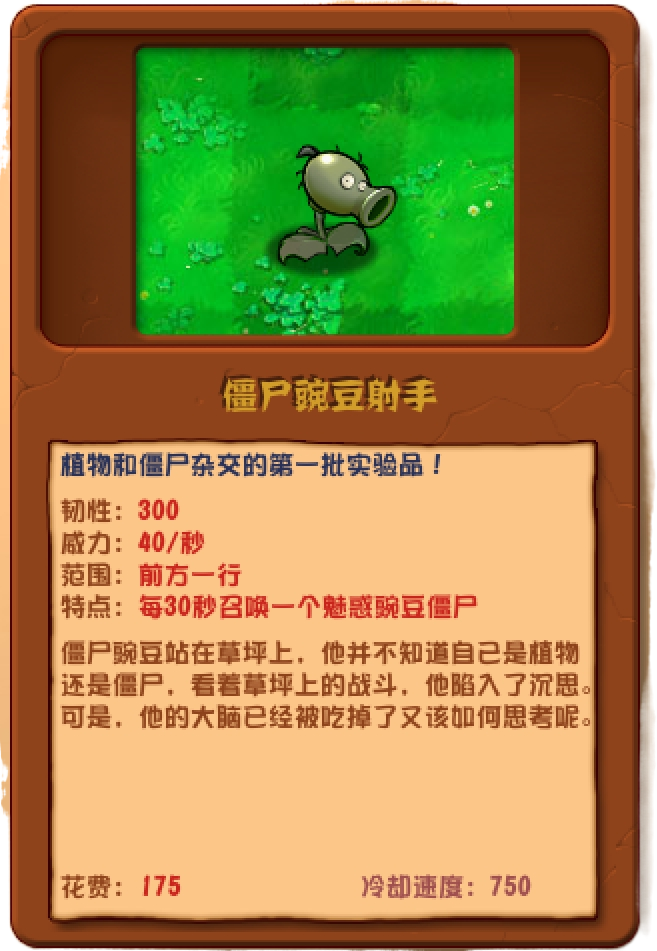 僵尸豌豆射手
植物和僵尸杂交的第一批实验品！
韧性：300
威力：40/秒
范围：前方一行
特点：每30秒召唤一个魅惑豌豆僵尸
僵尸豌豆站在草坪上，他并不知道自己是植物
还是僵尸，看着草坪上的战斗，他陷入了沉思。
可是，他的大脑已经被吃掉了又该如何思考呢。
花费：175
冷却速度：750